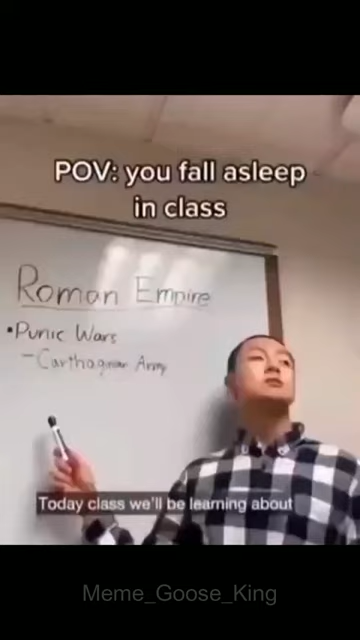 POV: you fall asleep
in class
Roman Empire
•Punic Wars
-Carthaginian Army
Today class we'll be learning about
Meme_Goose_King